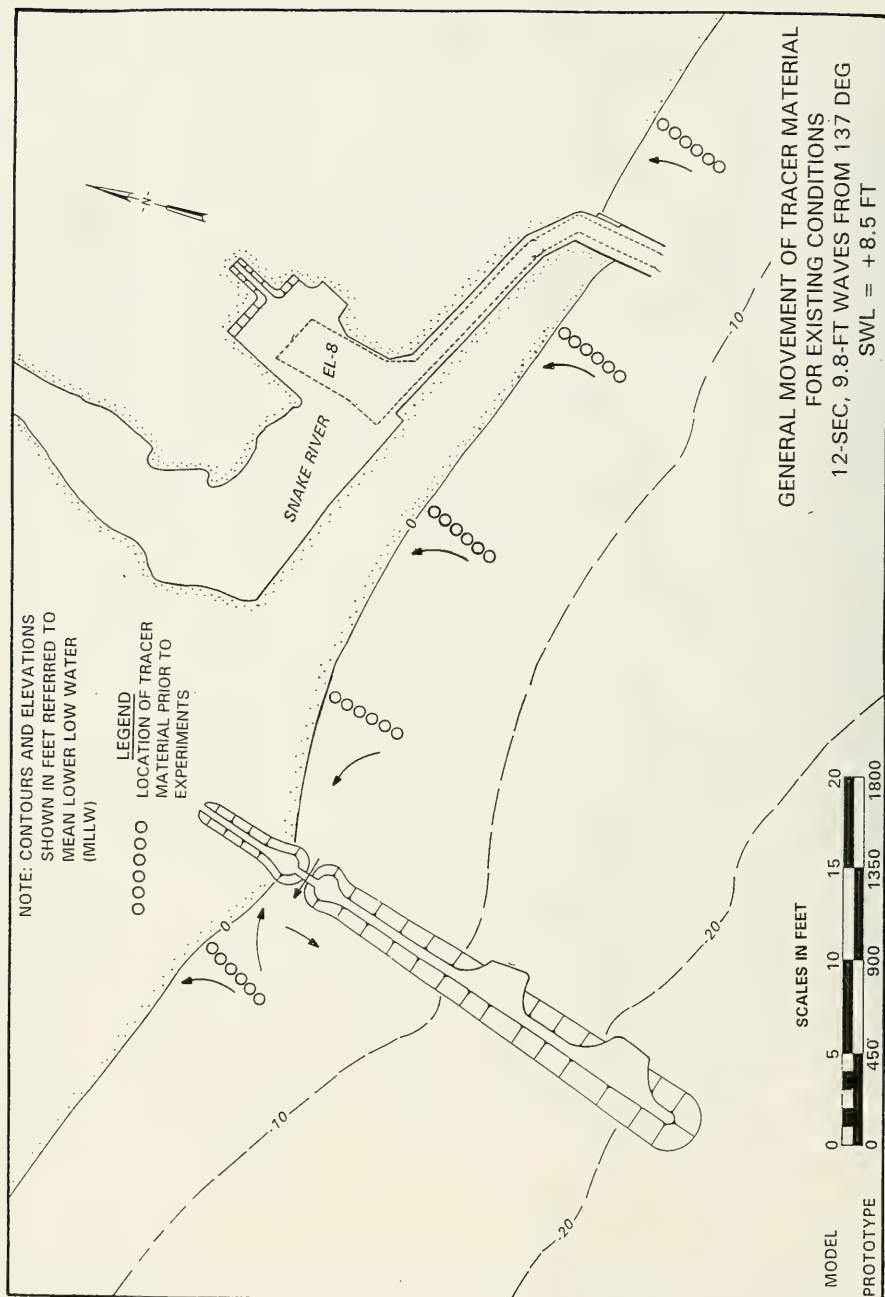 NOTE: CONTOURS AND ELEVATIONS
SHOWN IN FEET REFERRED TO
MEAN LOWER LOW WATER
(MLLW)
LEGEND
LOCATION OF TRACER
MATERIAL PRIOR TO
EXPERIMENTS
-N-
SNAKE RIVER
EL-8
0
0
-10
-10
-20
-20
SCALES IN FEET
MODEL 0 5 10 15 20
PROTOTYPE 0 450 900 1350 1800
GENERAL MOVEMENT OF TRACER MATERIAL
FOR EXISTING CONDITIONS
12-SEC, 9.8-FT WAVES FROM 137 DEG
SWL = +8.5 FT